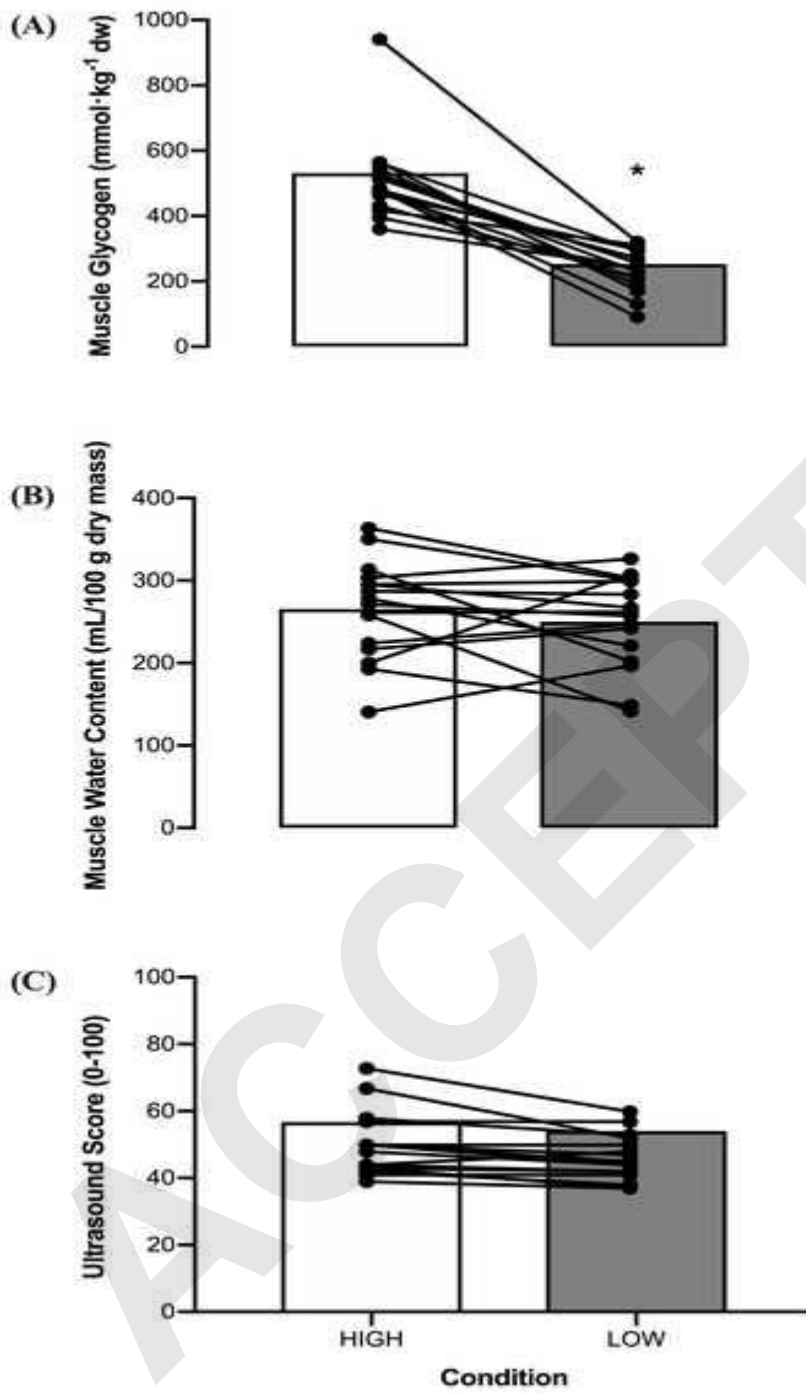 (A)
Muscle Glycogen (mmol·kg⁻¹ dw)
1000
800
600
400
200
0
*
(B)
Muscle Water Content (mL/100 g dry mass)
400
300
200
100
0
(C)
Ultrasound Score (0-100)
100
80
60
40
20
0
HIGH LOW
Condition
ACCEPT